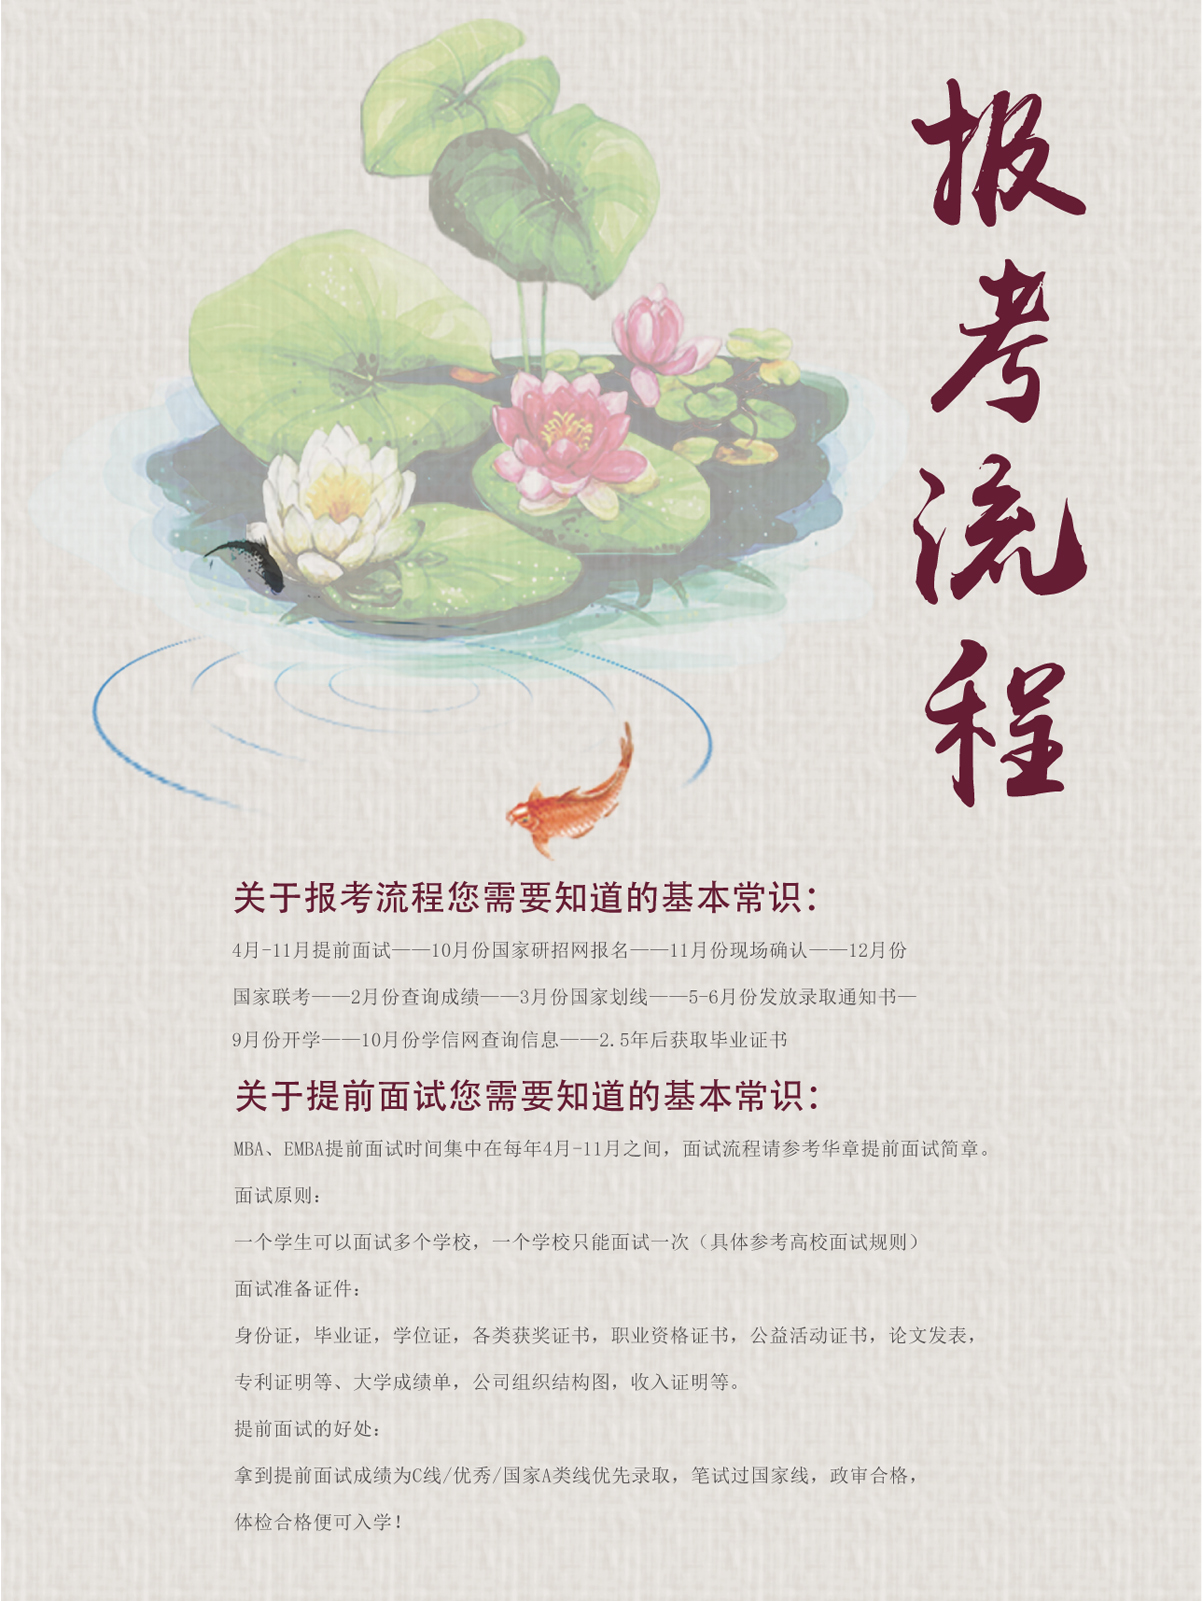 报考流程
关于报考流程您需要知道的基本常识：
4月-11月提前面试——10月份国家研招网报名——11月份现场确认——12月份
国家联考——2月份查询成绩——3月份国家划线——5-6月份发放录取通知书—
9月份开学——10月份学信网查询信息——2.5年后获取毕业证书
关于提前面试您需要知道的基本常识：
MBA、EMBA提前面试时间集中在每年4月-11月之间，面试流程请参考华章提前面试简章。
面试原则：
一个学生可以面试多个学校，一个学校只能面试一次（具体参考高校面试规则）
面试准备证件：
身份证，毕业证，学位证，各类获奖证书，职业资格证书，公益活动证书，论文发表，
专利证明等、大学成绩单，公司组织结构图，收入证明等。
提前面试的好处：
拿到提前面试成绩为C线/优秀/国家A类线优先录取，笔试过国家线，政审合格，
体检合格便可入学！